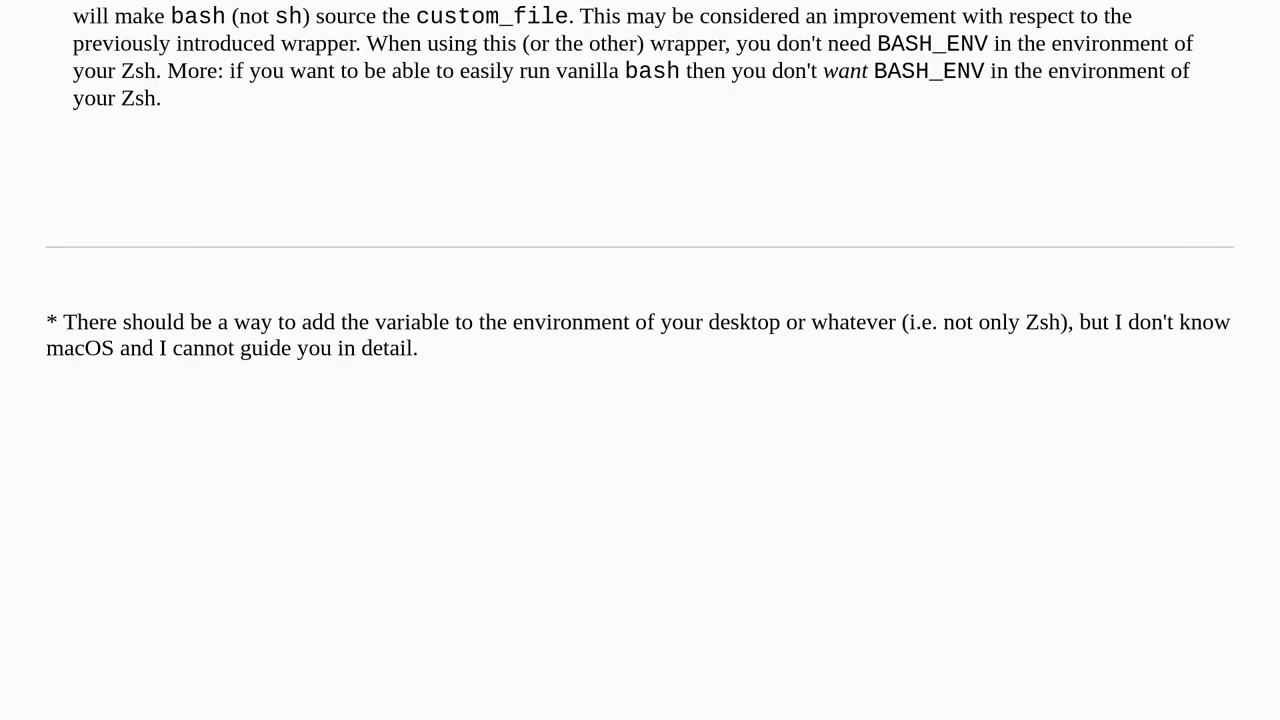 will make bash (not sh) source the custom_file. This may be considered an improvement with respect to the
previously introduced wrapper. When using this (or the other) wrapper, you don't need BASH_ENV in the environment of
your Zsh. More: if you want to be able to easily run vanilla bash then you don't want BASH_ENV in the environment of
your Zsh.
* There should be a way to add the variable to the environment of your desktop or whatever (i.e. not only Zsh), but I don't know
macOS and I cannot guide you in detail.